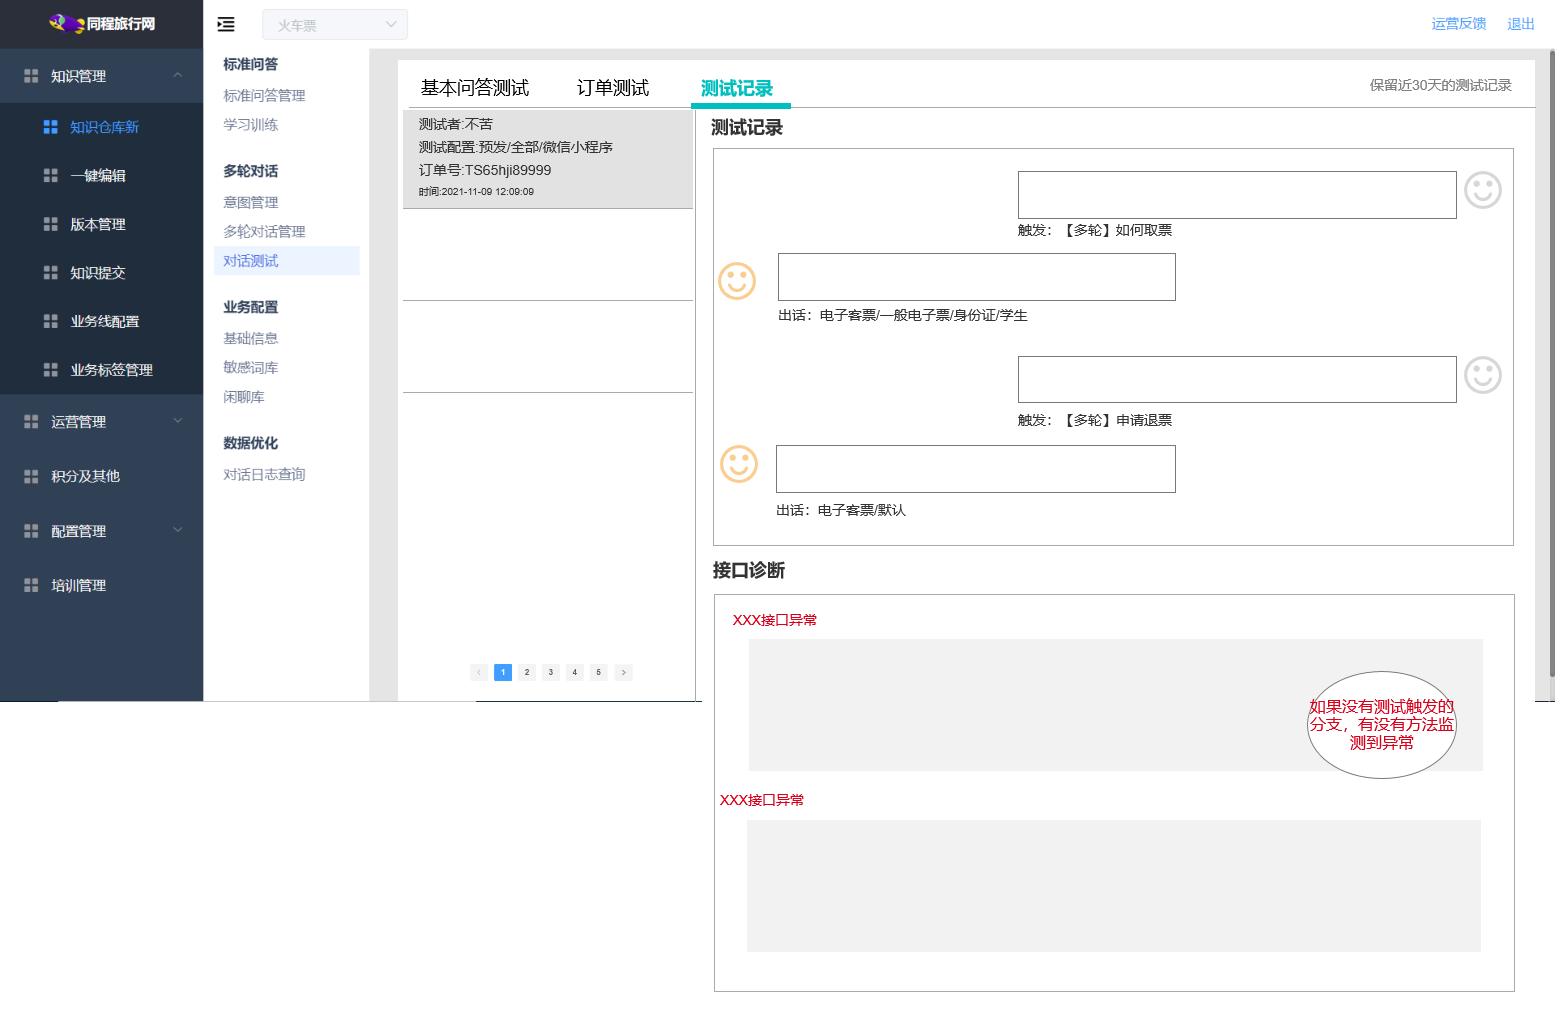 同程旅行网
火车票
运营反馈
退出
知识管理
知识仓库新
一键编辑
版本管理
知识提交
业务线配置
业务标签管理
运营管理
积分及其他
配置管理
培训管理
标准问答
标准问答管理
学习训练
多轮对话
意图管理
多轮对话管理
对话测试
业务配置
基础信息
敏感词库
闲聊库
数据优化
对话日志查询
基本问答测试
订单测试
测试记录
保留近30天的测试记录
测试者:不苦
测试配置:预发/全部/微信小程序
订单号:TS65hji89999
时间:2021-11-09 12:09:09
1
2
3
4
5
测试记录
触发：【多轮】如何取票
出话：电子客票/一般电子票/身份证/学生
触发：【多轮】申请退票
出话：电子客票/默认
接口诊断
XXX接口异常
如果没有测试触发的
分支，有没有方法监
测到异常
XXX接口异常